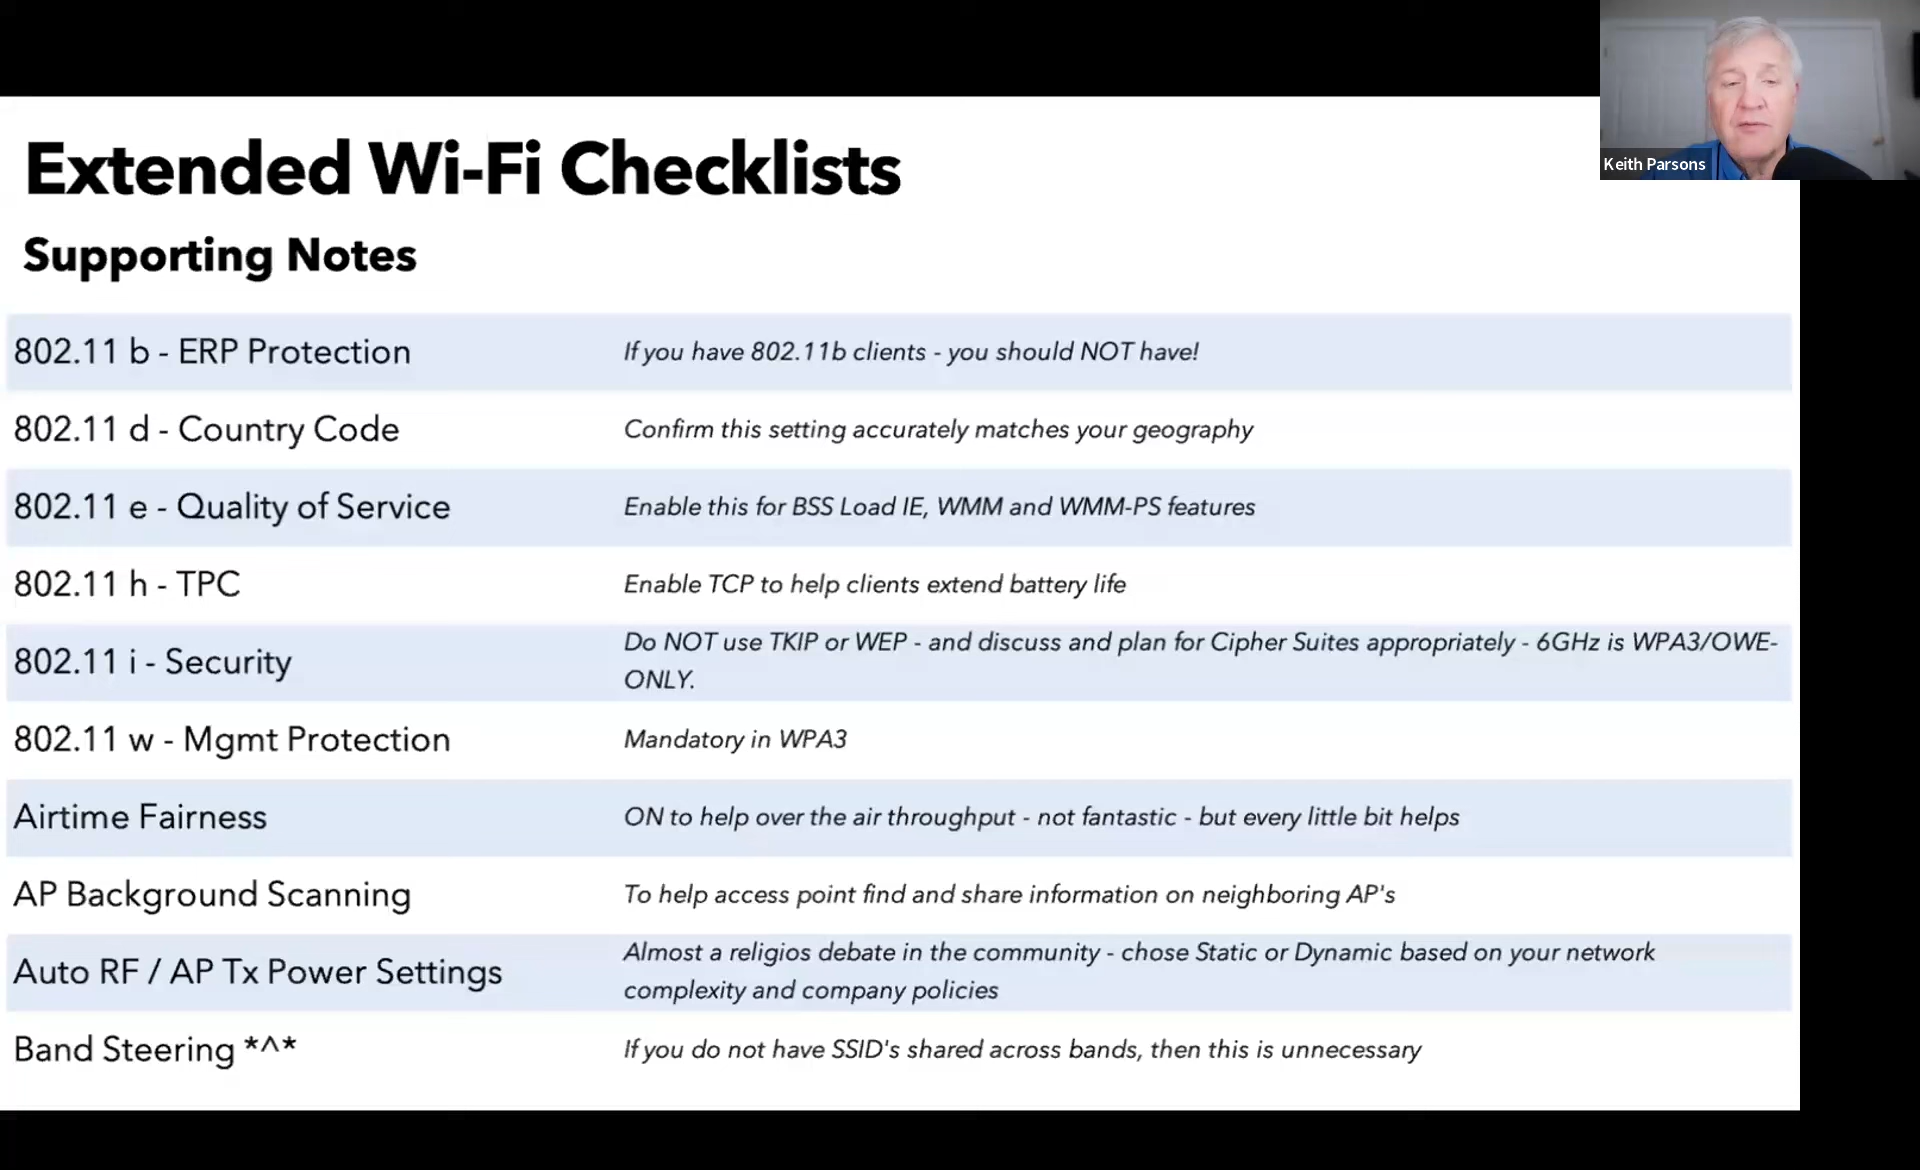 Keith Parsons
Extended Wi-Fi Checklists
Supporting Notes
802.11 b - ERP Protection
If you have 802.11b clients - you should NOT have!
802.11 d - Country Code
Confirm this setting accurately matches your geography
802.11 e - Quality of Service
Enable this for BSS Load IE, WMM and WMM-PS features
802.11 h - TPC
Enable TCP to help clients extend battery life
802.11 i - Security
Do NOT use TKIP or WEP - and discuss and plan for Cipher Suites appropriately - 6GHz is WPA3/OWE-
ONLY.
802.11 w - Mgmt Protection
Mandatory in WPA3
Airtime Fairness
ON to help over the air throughput - not fantastic - but every little bit helps
AP Background Scanning
To help access point find and share information on neighboring AP's
Auto RF / AP Tx Power Settings
Almost a religios debate in the community - chose Static or Dynamic based on your network
complexity and company policies
Band Steering *^*
If you do not have SSID's shared across bands, then this is unnecessary